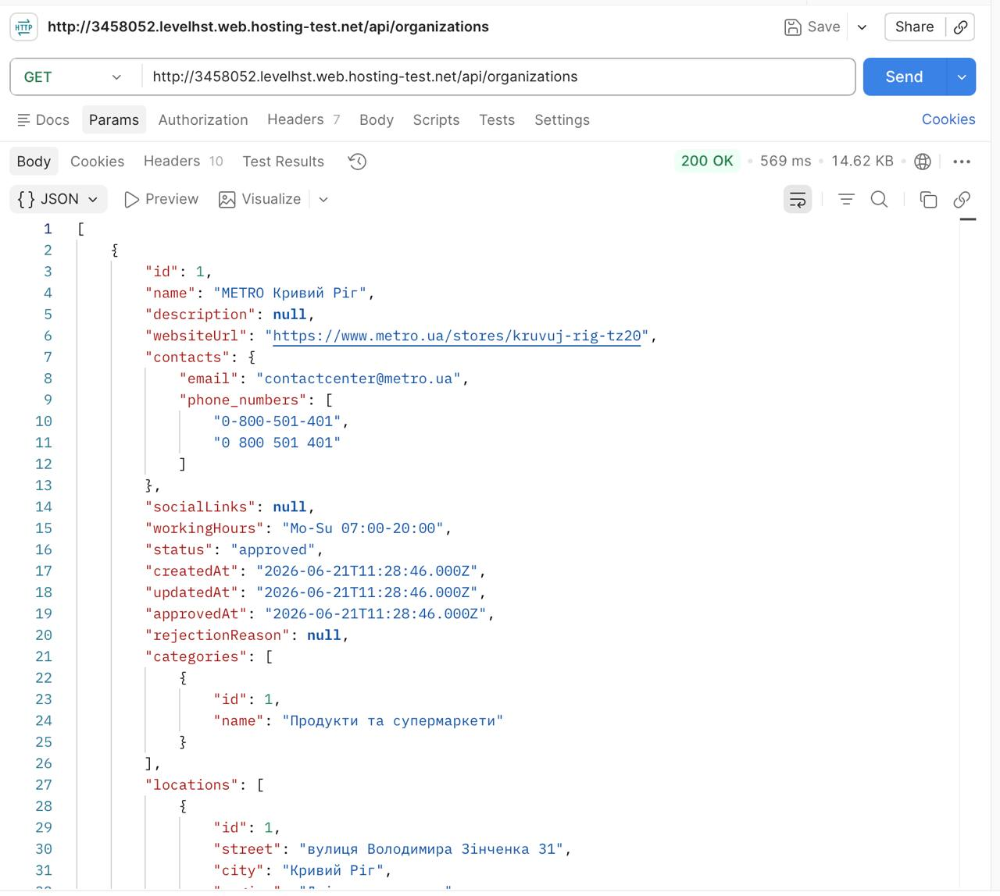 HTTP http://3458052.levelhst.web.hosting-test.net/api/organizations Save Share
GET http://3458052.levelhst.web.hosting-test.net/api/organizations Send
Docs Params Authorization Headers 7 Body Scripts Tests Settings Cookies
Body Cookies Headers 10 Test Results 200 OK • 569 ms • 14.62 KB •
{} JSON Preview Visualize
1 [
2 {
3 "id": 1,
4 "name": "METRO Кривий Ріг",
5 "description": null,
6 "websiteUrl": "https://www.metro.ua/stores/kruvuj-rig-tz20",
7 "contacts": {
8 "email": "contactcenter@metro.ua",
9 "phone_numbers": [
10 "0-800-501-401",
11 "0 800 501 401"
12 ]
13 },
14 "socialLinks": null,
15 "workingHours": "Mo-Su 07:00-20:00",
16 "status": "approved",
17 "createdAt": "2026-06-21T11:28:46.000Z",
18 "updatedAt": "2026-06-21T11:28:46.000Z",
19 "approvedAt": "2026-06-21T11:28:46.000Z",
20 "rejectionReason": null,
21 "categories": [
22 {
23 "id": 1,
24 "name": "Продукти та супермаркети"
25 }
26 ],
27 "locations": [
28 {
29 "id": 1,
30 "street": "вулиця Володимира Зінченка 31",
31 "city": "Кривий Ріг",